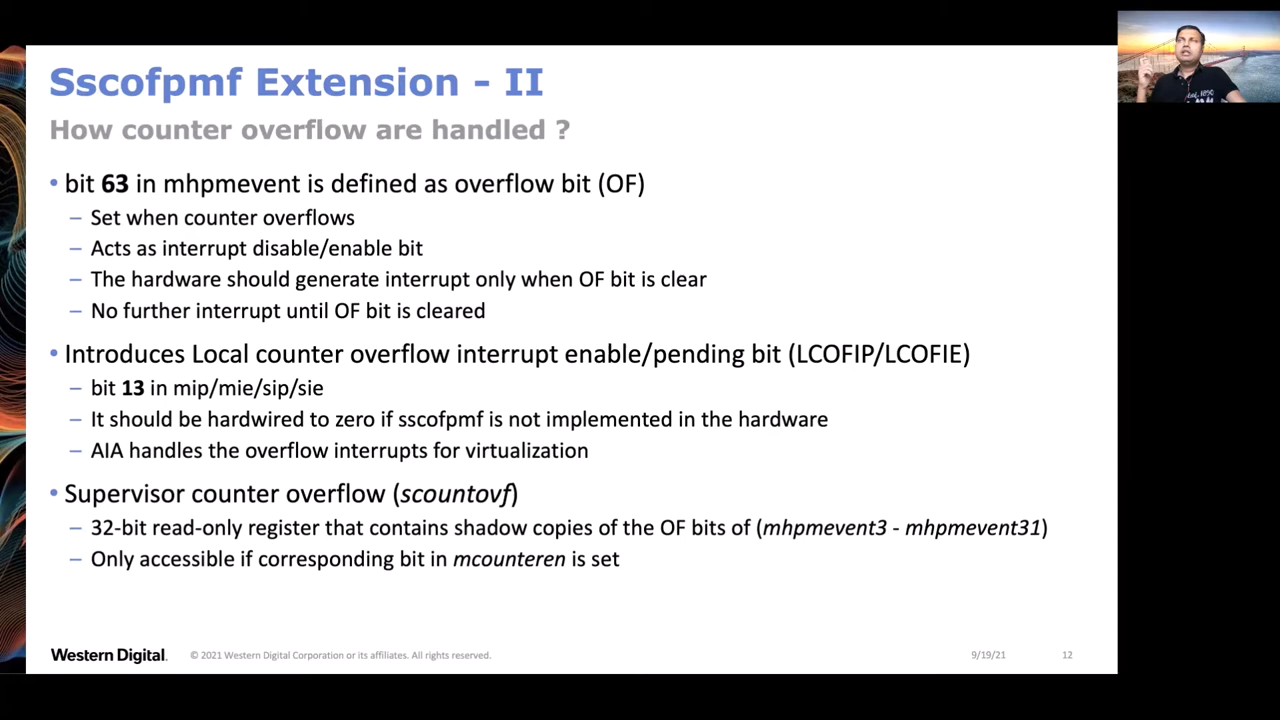 Sscofpmf Extension - II
How counter overflow are handled ?
• bit 63 in mhpmevent is defined as overflow bit (OF)
– Set when counter overflows
– Acts as interrupt disable/enable bit
– The hardware should generate interrupt only when OF bit is clear
– No further interrupt until OF bit is cleared
• Introduces Local counter overflow interrupt enable/pending bit (LCOFIP/LCOFIE)
– bit 13 in mip/mie/sip/sie
– It should be hardwired to zero if sscofpmf is not implemented in the hardware
– AIA handles the overflow interrupts for virtualization
• Supervisor counter overflow (scountovf)
– 32-bit read-only register that contains shadow copies of the OF bits of (mhpmevent3 - mhpmevent31)
– Only accessible if corresponding bit in mcounteren is set
Western Digital. © 2021 Western Digital Corporation or its affiliates. All rights reserved. 9/19/21 12